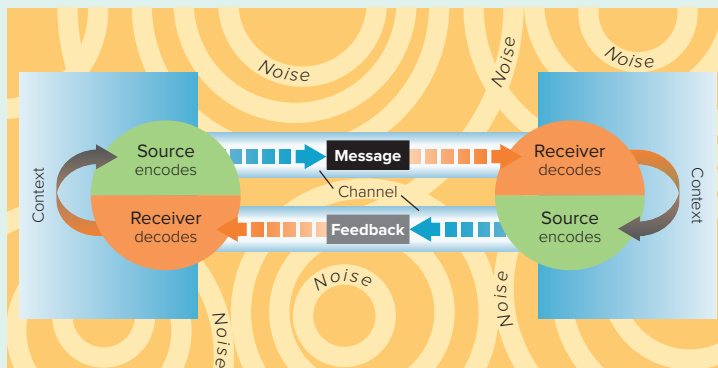 Noise
Noise
Noise
Context
Source
encodes
Message
Receiver
decodes
Context
Channel
Receiver
decodes
Feedback
Source
encodes
Noise
Noise
Noise